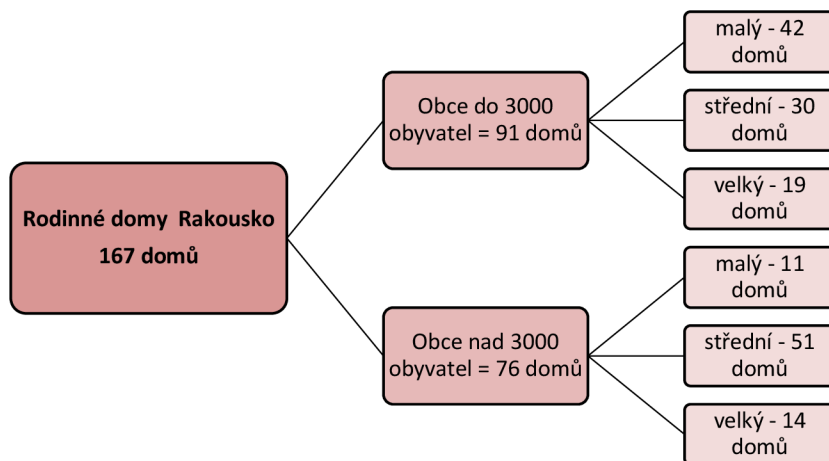 Rodinné domy Rakousko
167 domů
Obce do 3000
obyvatel = 91 domů
malý - 42
domů
střední - 30
domů
velký - 19
domů
Obce nad 3000
obyvatel = 76 domů
malý - 11
domů
střední - 51
domů
velký - 14
domů